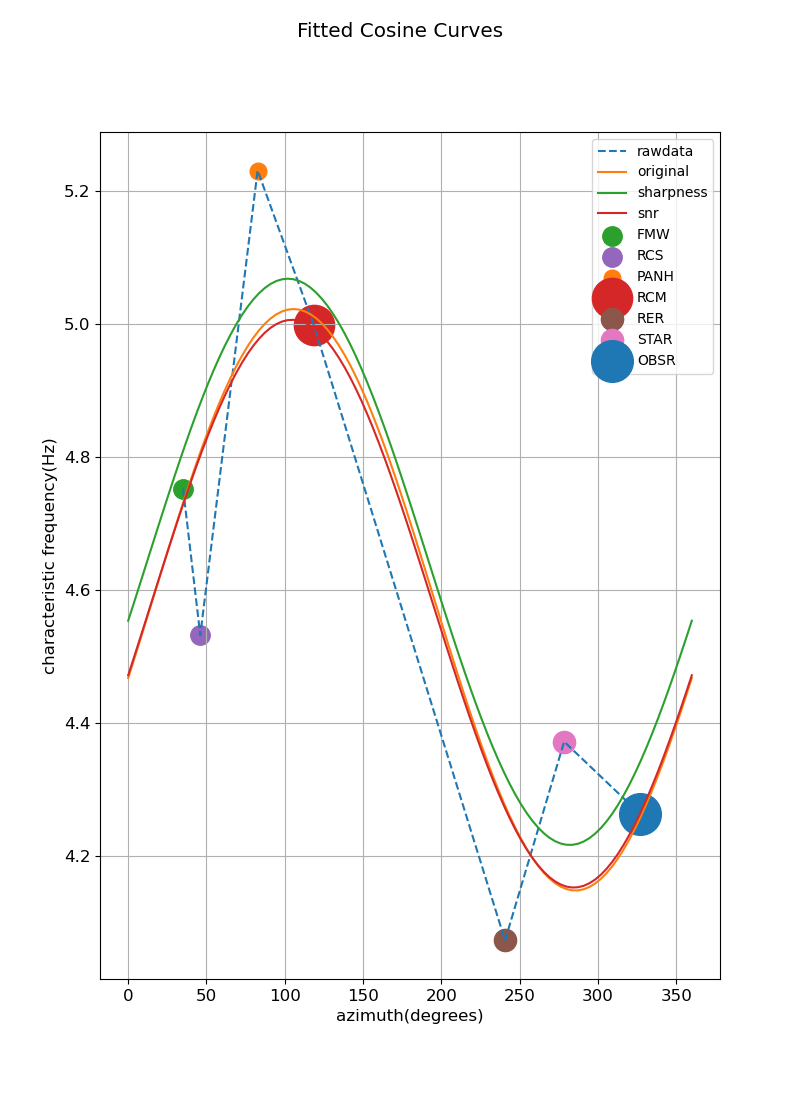 Fitted Cosine Curves
rawdata
original
sharpness
snr
FMW
RCS
PANH
RCM
RER
STAR
OBSR
5.2
5.0
4.8
4.6
4.4
4.2
characteristic frequency(Hz)
0 50 100 150 200 250 300 350
azimuth(degrees)